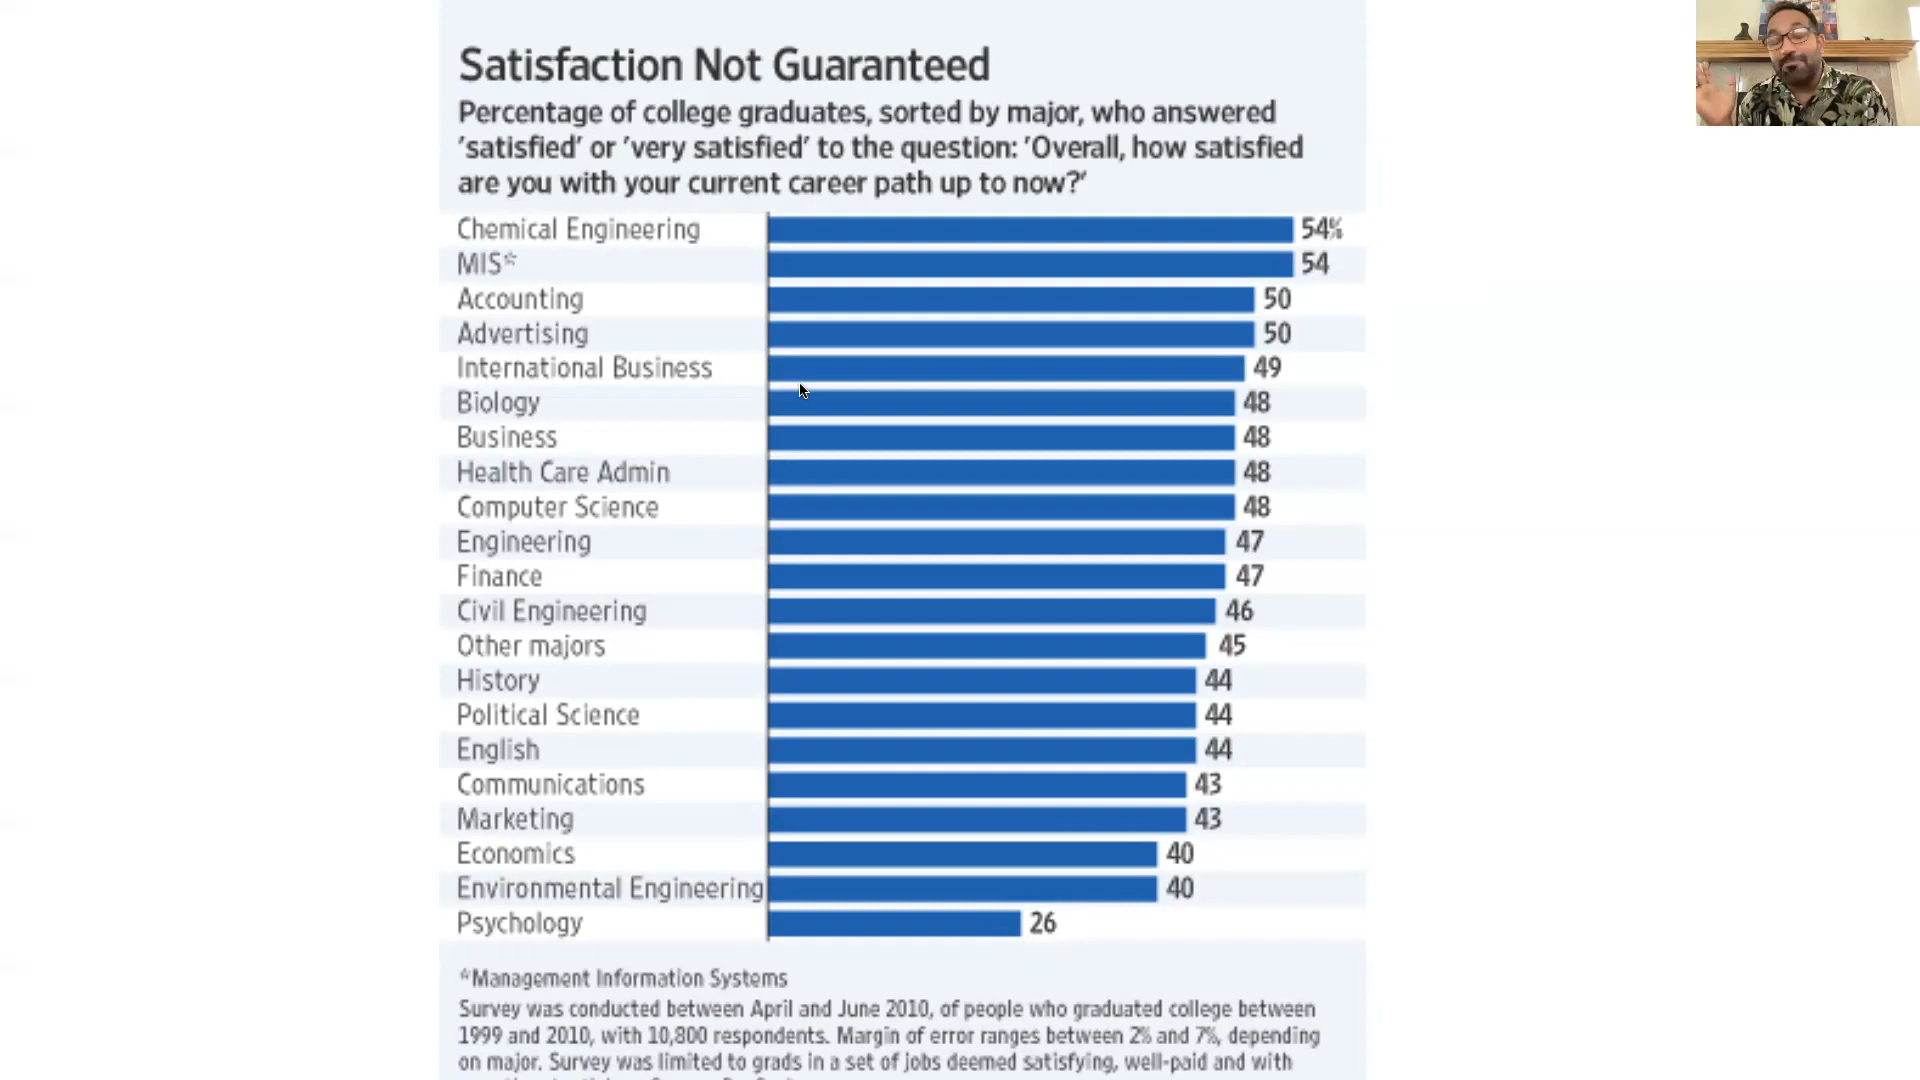 Satisfaction Not Guaranteed
Percentage of college graduates, sorted by major, who answered
'satisfied' or 'very satisfied' to the question: 'Overall, how satisfied
are you with your current career path up to now?'
Chemical Engineering 54%
MIS* 54
Accounting 50
Advertising 50
International Business 49
Biology 48
Business 48
Health Care Admin 48
Computer Science 48
Engineering 47
Finance 47
Civil Engineering 46
Other majors 45
History 44
Political Science 44
English 44
Communications 43
Marketing 43
Economics 40
Environmental Engineering 40
Psychology 26
*Management Information Systems
Survey was conducted between April and June 2010, of people who graduated college between
1999 and 2010, with 10,800 respondents. Margin of error ranges between 2% and 7%, depending
on major. Survey was limited to grads in a set of jobs deemed satisfying, well-paid and with